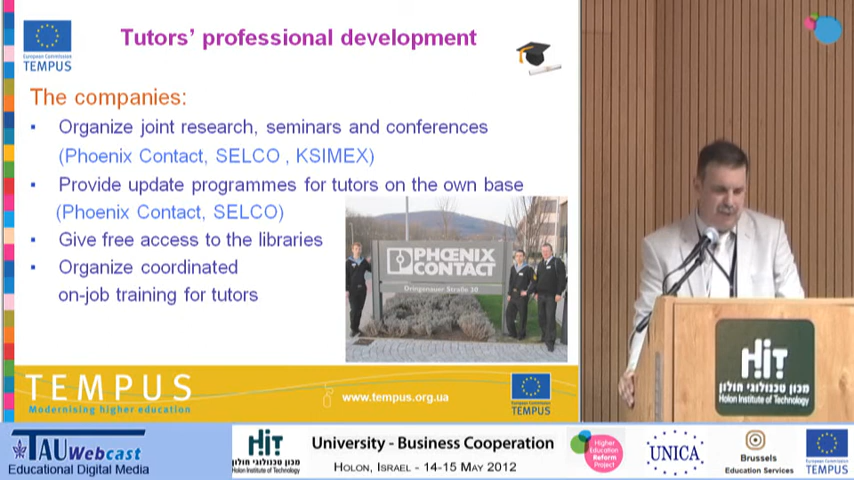 European Commission
TEMPUS
Tutors' professional development
The companies:
Organize joint research, seminars and conferences
(Phoenix Contact, SELCO , KSIMEX)
Provide update programmes for tutors on the own base
(Phoenix Contact, SELCO)
Give free access to the libraries
Organize coordinated
on-job training for tutors
PHOENIX
CONTACT
Dringenauer Straße 30
TEMPUS
Modernising higher education
www.tempus.org.ua
European Commission
TEMPUS
HiT
מכון טכנולוגי חולון
Holon Institute of Technology
TAU Webcast
Educational Digital Media
HiT
מכון טכנולוגי חולון
Holon Institute of Technology
University - Business Cooperation
Holon, Israel - 14-15 May 2012
Higher
Education
Reform
Project
UNICA
Brussels
Education Services
European Commission
TEMPUS